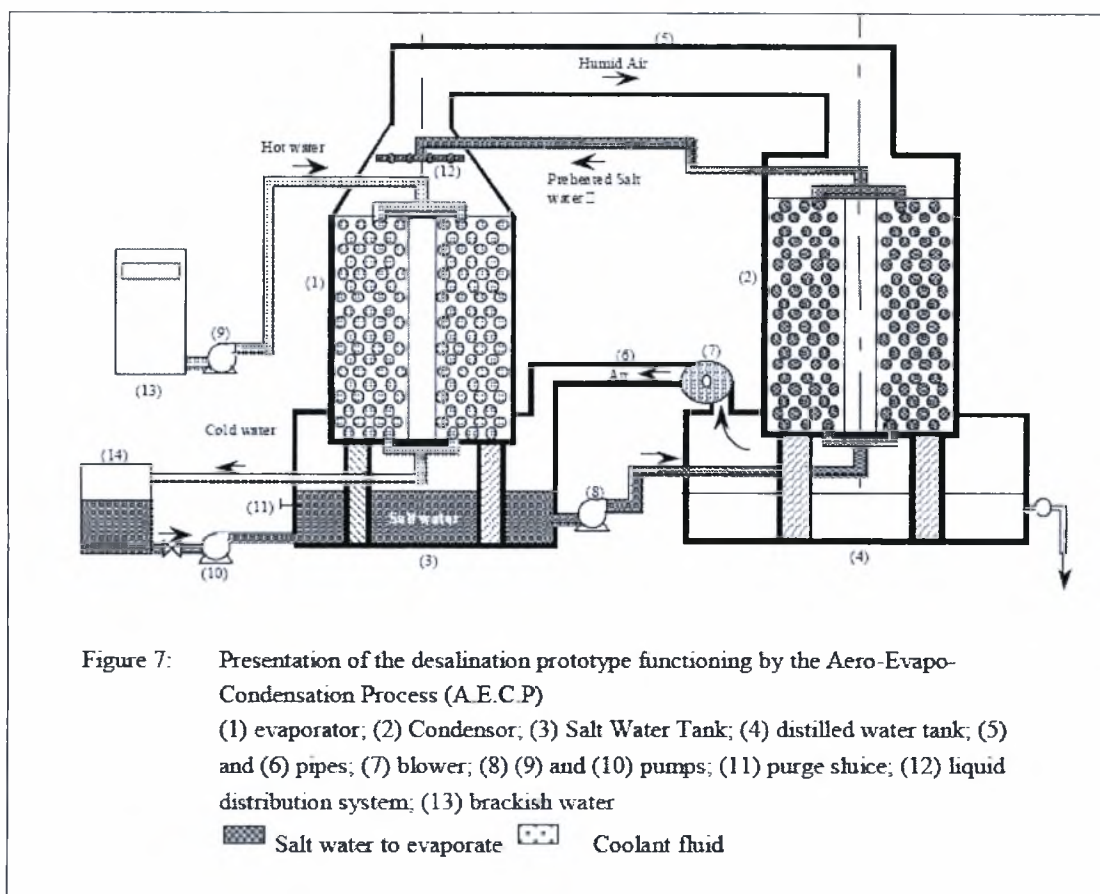 (5)
Humid Air
Hot water
(12)
Preheated Salt
water
(1)
(2)
(9)
(6)
(7)
Air
(13)
Cold water
(14)
(8)
(11)
Salt water
(10)
(3)
(4)
Figure 7: Presentation of the desalination prototype functioning by the Aero-Evapo-
Condensation Process (A.E.C.P)
(1) evaporator; (2) Condensor; (3) Salt Water Tank; (4) distilled water tank; (5)
and (6) pipes; (7) blower; (8) (9) and (10) pumps; (11) purge sluice; (12) liquid
distribution system; (13) brackish water
Salt water to evaporate Coolant fluid